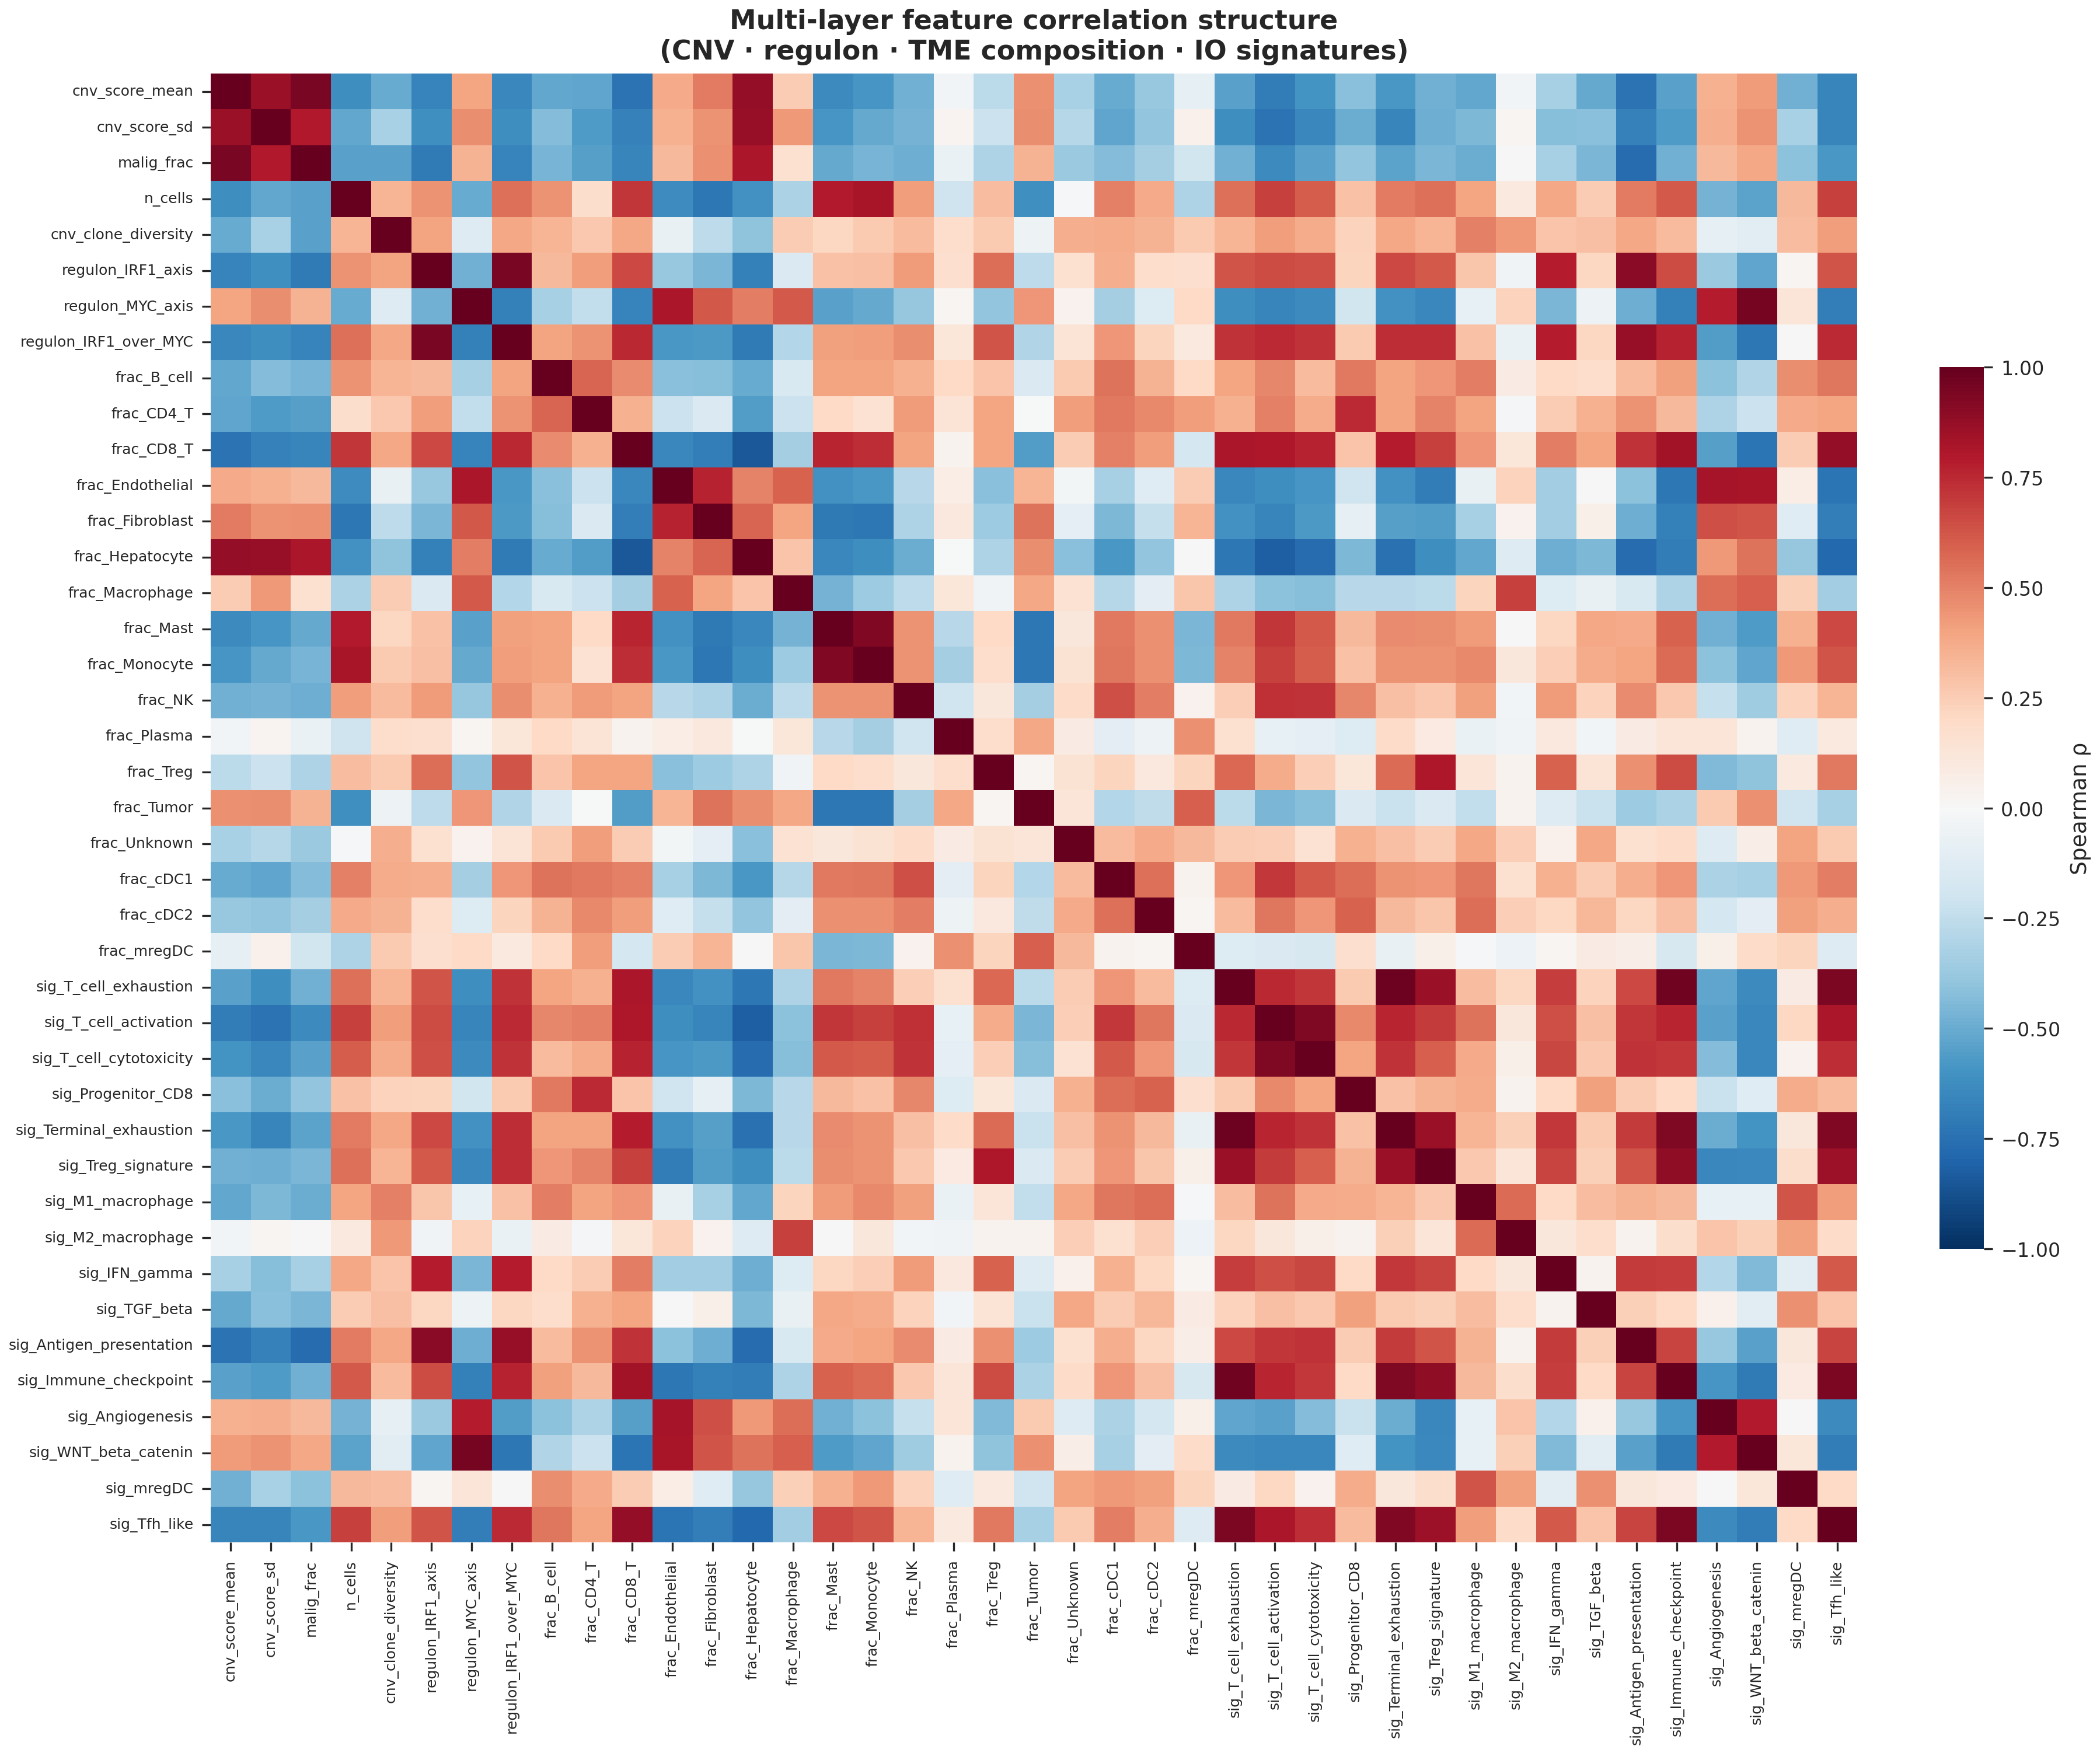 Multi-layer feature correlation structure
(CNV · regulon · TME composition · IO signatures)
cnv_score_mean
cnv_score_sd
malig_frac
n_cells
cnv_clone_diversity
regulon_IRF1_axis
regulon_MYC_axis
regulon_IRF1_over_MYC
frac_B_cell
frac_CD4_T
frac_CD8_T
frac_Endothelial
frac_Fibroblast
frac_Hepatocyte
frac_Macrophage
frac_Mast
frac_Monocyte
frac_NK
frac_Plasma
frac_Treg
frac_Tumor
frac_Unknown
frac_cDC1
frac_cDC2
frac_mregDC
sig_T_cell_exhaustion
sig_T_cell_activation
sig_T_cell_cytotoxicity
sig_Progenitor_CD8
sig_Terminal_exhaustion
sig_Treg_signature
sig_M1_macrophage
sig_M2_macrophage
sig_IFN_gamma
sig_TGF_beta
sig_Antigen_presentation
sig_Immune_checkpoint
sig_Angiogenesis
sig_WNT_beta_catenin
sig_mregDC
sig_Tfh_like
cnv_score_mean
cnv_score_sd
malig_frac
n_cells
cnv_clone_diversity
regulon_IRF1_axis
regulon_MYC_axis
regulon_IRF1_over_MYC
frac_B_cell
frac_CD4_T
frac_CD8_T
frac_Endothelial
frac_Fibroblast
frac_Hepatocyte
frac_Macrophage
frac_Mast
frac_Monocyte
frac_NK
frac_Plasma
frac_Treg
frac_Tumor
frac_Unknown
frac_cDC1
frac_cDC2
frac_mregDC
sig_T_cell_exhaustion
sig_T_cell_activation
sig_T_cell_cytotoxicity
sig_Progenitor_CD8
sig_Terminal_exhaustion
sig_Treg_signature
sig_M1_macrophage
sig_M2_macrophage
sig_IFN_gamma
sig_TGF_beta
sig_Antigen_presentation
sig_Immune_checkpoint
sig_Angiogenesis
sig_WNT_beta_catenin
sig_mregDC
sig_Tfh_like
1.00
0.75
0.50
0.25
0.00
−0.25
−0.50
−0.75
−1.00
Spearman ρ